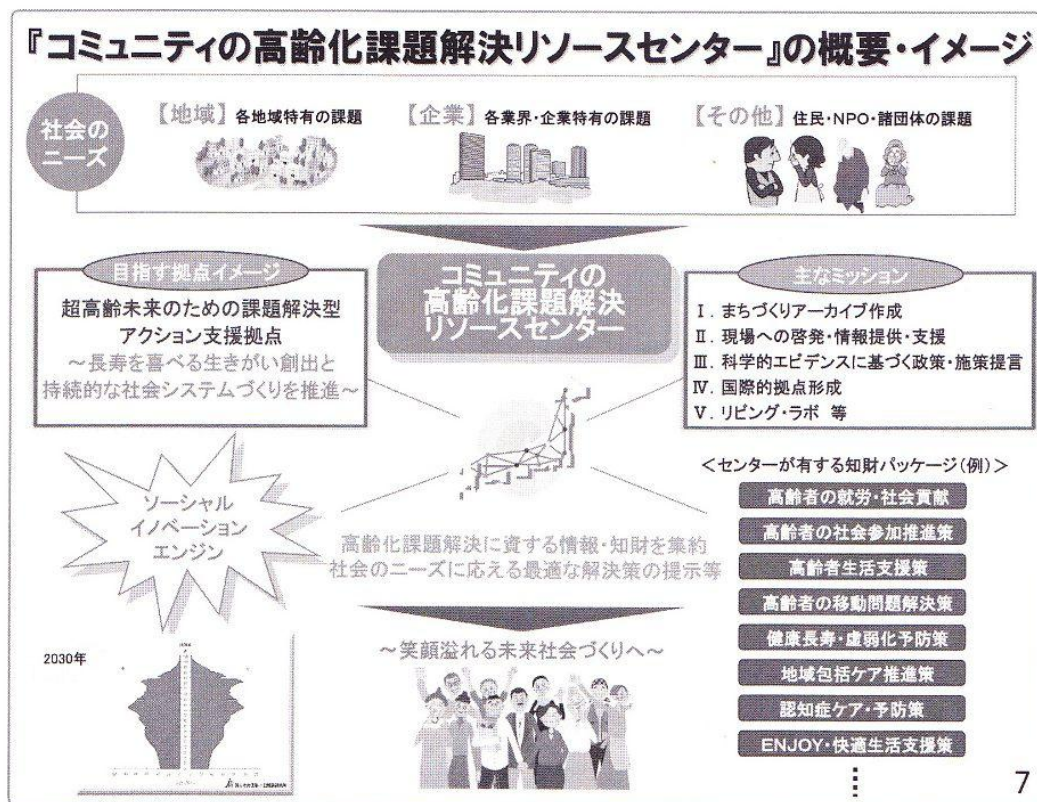 『コミュニティの高齢化課題解決リソースセンター』の概要・イメージ
社会の
ニーズ
【地域】各地域特有の課題
【企業】各業界・企業特有の課題
【その他】住民・NPO・諸団体の課題
目指す拠点イメージ
超高齢未来のための課題解決型
アクション支援拠点
～長寿を喜べる生きがい創出と
持続的な社会システムづくりを推進～
コミュニティの
高齢化課題解決
リソースセンター
主なミッション
Ⅰ．まちづくりアーカイブ作成
Ⅱ．現場への啓発・情報提供・支援
Ⅲ．科学的エビデンスに基づく政策・施策提言
Ⅳ．国際的拠点形成
Ⅴ．リビング・ラボ 等
ソーシャル
イノベーション
エンジン
高齢化課題解決に資する情報・知財を集約
社会のニーズに応える最適な解決策の提示等
＜センターが有する知財パッケージ（例）＞
高齢者の就労・社会貢献
高齢者の社会参加推進策
高齢者生活支援策
高齢者の移動問題解決策
健康長寿・虚弱化予防策
地域包括ケア推進策
認知症ケア・予防策
ENJOY・快適生活支援策
2030年
～笑顔溢れる未来社会づくりへ～
7